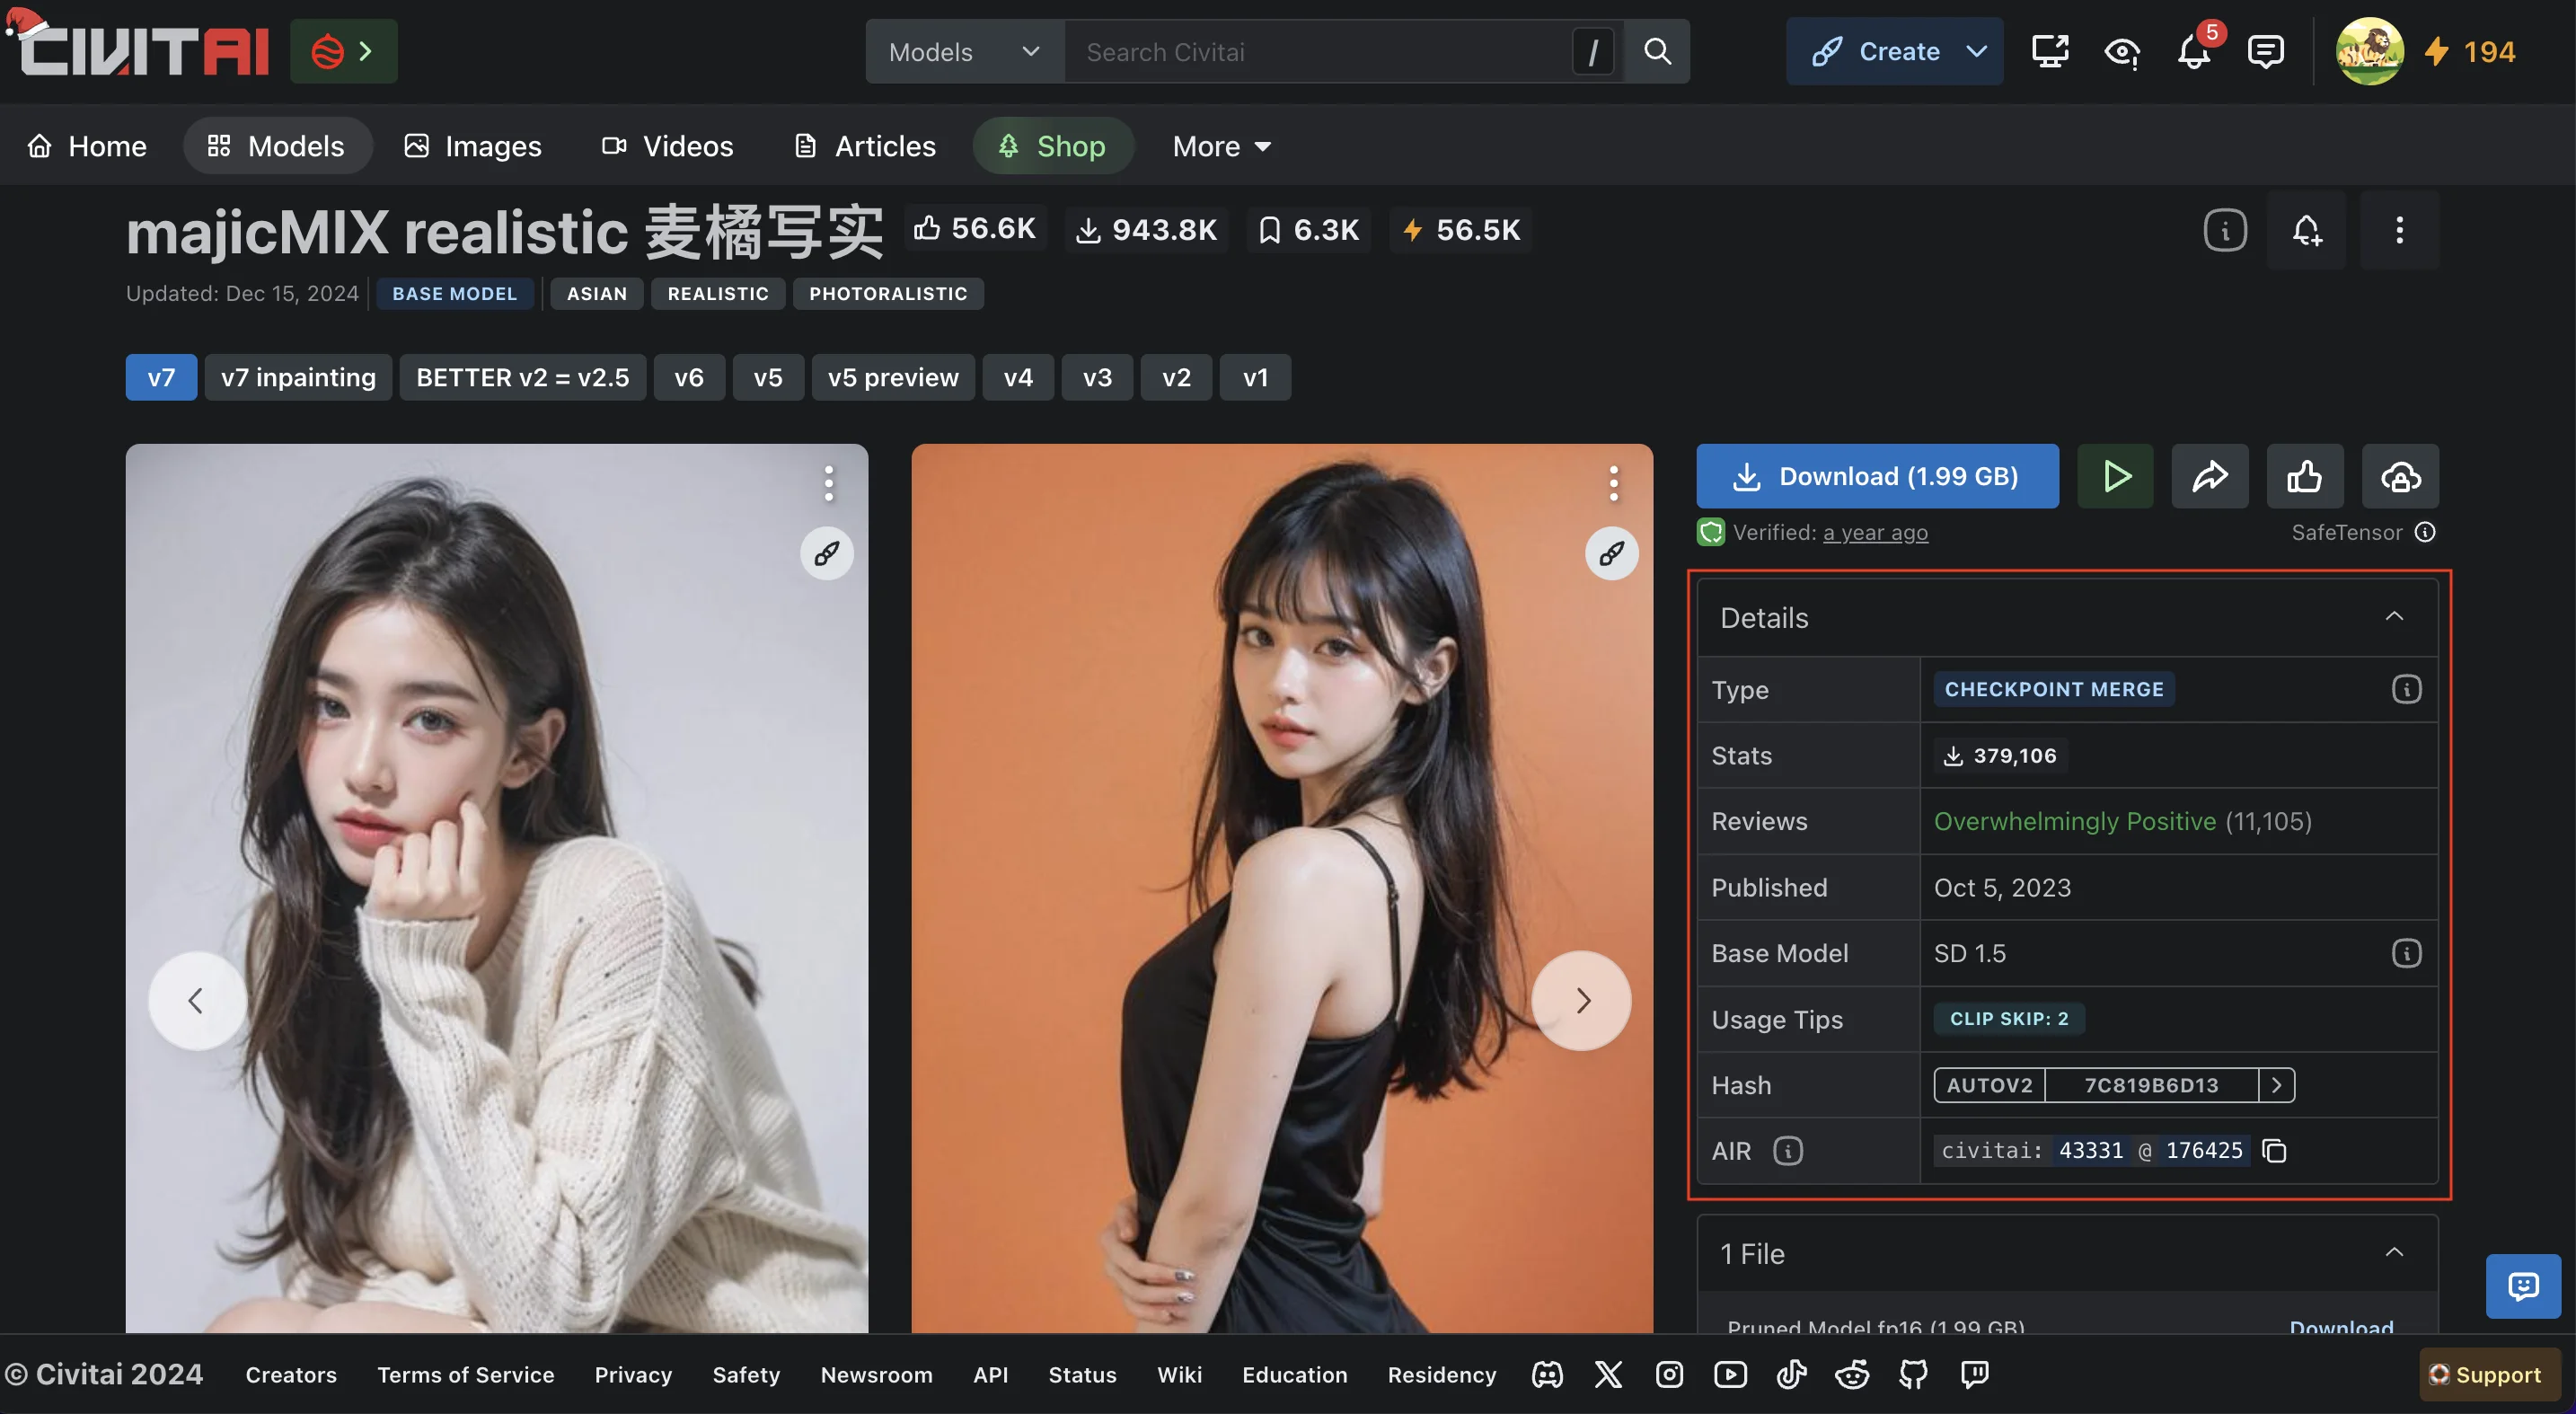 CIVITAI
Models Search Civitai / Create 5 194
Home Models Images Videos Articles Shop More
majicMIX realistic 麦橘写实 56.6K 943.8K 6.3K 56.5K
Updated: Dec 15, 2024 BASE MODEL ASIAN REALISTIC PHOTORALISTIC
v7 v7 inpainting BETTER v2 = v2.5 v6 v5 v5 preview v4 v3 v2 v1
Download (1.99 GB)
Verified: a year ago SafeTensor
Details
Type CHECKPOINT MERGE
Stats 379,106
Reviews Overwhelmingly Positive (11,105)
Published Oct 5, 2023
Base Model SD 1.5
Usage Tips CLIP SKIP: 2
Hash AUTOV2 7C819B6D13
AIR civitai: 43331 @ 176425
1 File
Pruned Model fp16 (1.99 GB) Download
© Civitai 2024 Creators Terms of Service Privacy Safety Newsroom API Status Wiki Education Residency Support